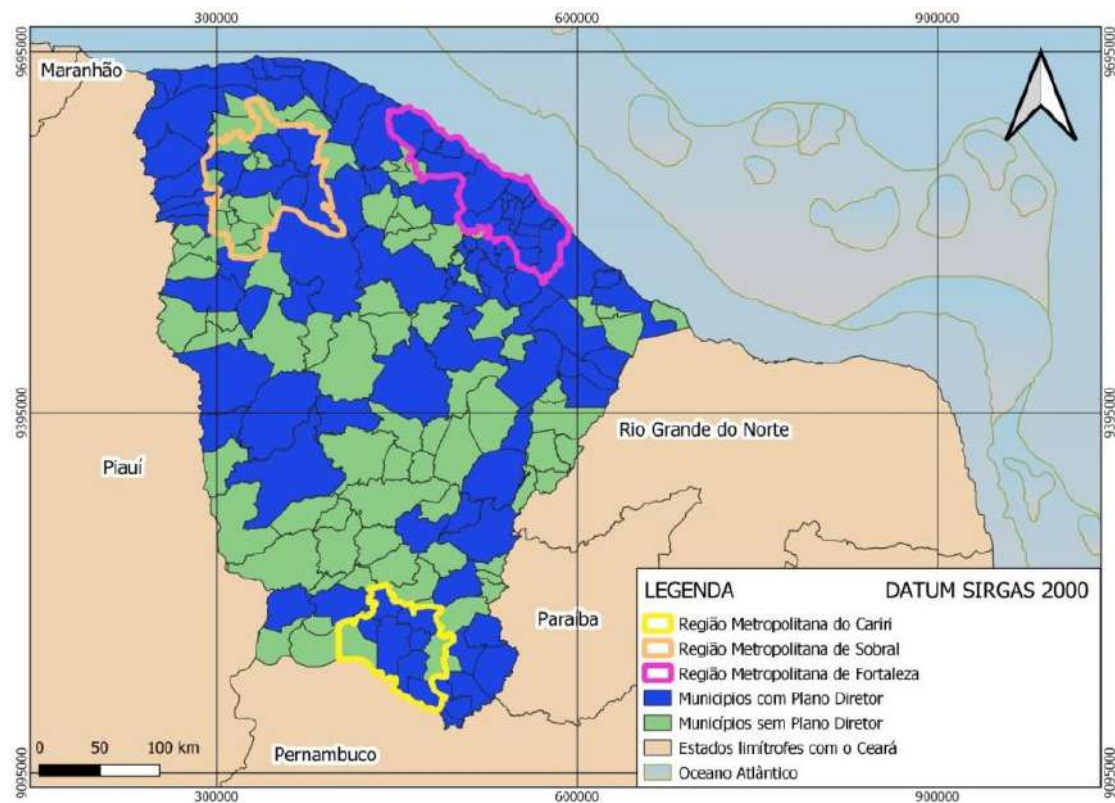 300000 600000 900000
9695000 9695000
Maranhão
9395000 9395000
Rio Grande do Norte
Piauí
LEGENDA DATUM SIRGAS 2000
Paraíba
Região Metropolitana do Cariri
Região Metropolitana de Sobral
Região Metropolitana de Fortaleza
Municípios com Plano Diretor
Municípios sem Plano Diretor
Estados limítrofes com o Ceará
Oceano Atlântico
0 50 100 km
Pernambuco
9095000 9095000
300000 600000 900000